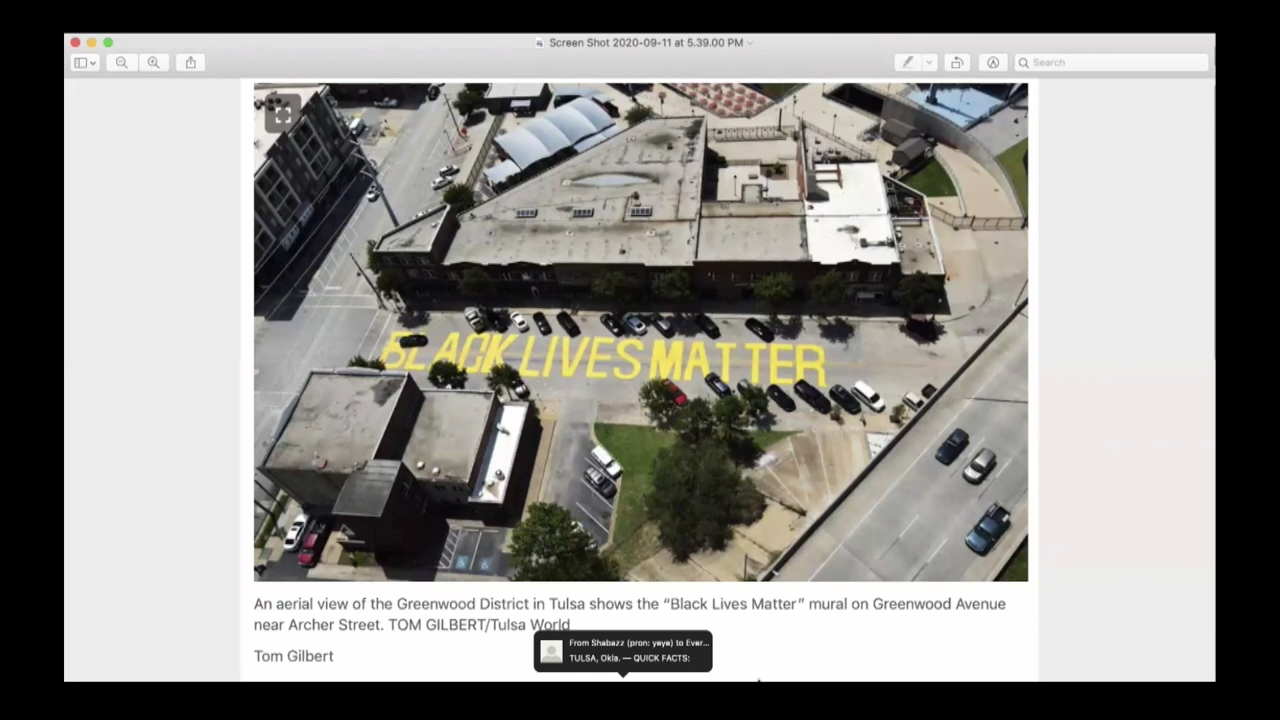 Screen Shot 2020-09-11 at 5.39.00 PM
Search
BLACK LIVES MATTER
An aerial view of the Greenwood District in Tulsa shows the “Black Lives Matter” mural on Greenwood Avenue
near Archer Street. TOM GILBERT/Tulsa World
From Shabazz (pron: yeye) to Ever...
TULSA, Okla. — QUICK FACTS:
Tom Gilbert